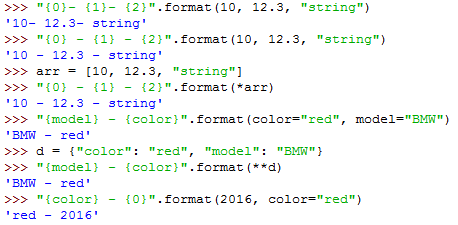 >>> "{0}- {1}- {2}".format(10, 12.3, "string")
'10- 12.3- string'
>>> "{0} - {1} - {2}".format(10, 12.3, "string")
'10 - 12.3 - string'
>>> arr = [10, 12.3, "string"]
>>> "{0} - {1} - {2}".format(*arr)
'10 - 12.3 - string'
>>> "{model} - {color}".format(color="red", model="BMW")
'BMW - red'
>>> d = {"color": "red", "model": "BMW"}
>>> "{model} - {color}".format(**d)
'BMW - red'
>>> "{color} - {0}".format(2016, color="red")
'red - 2016'